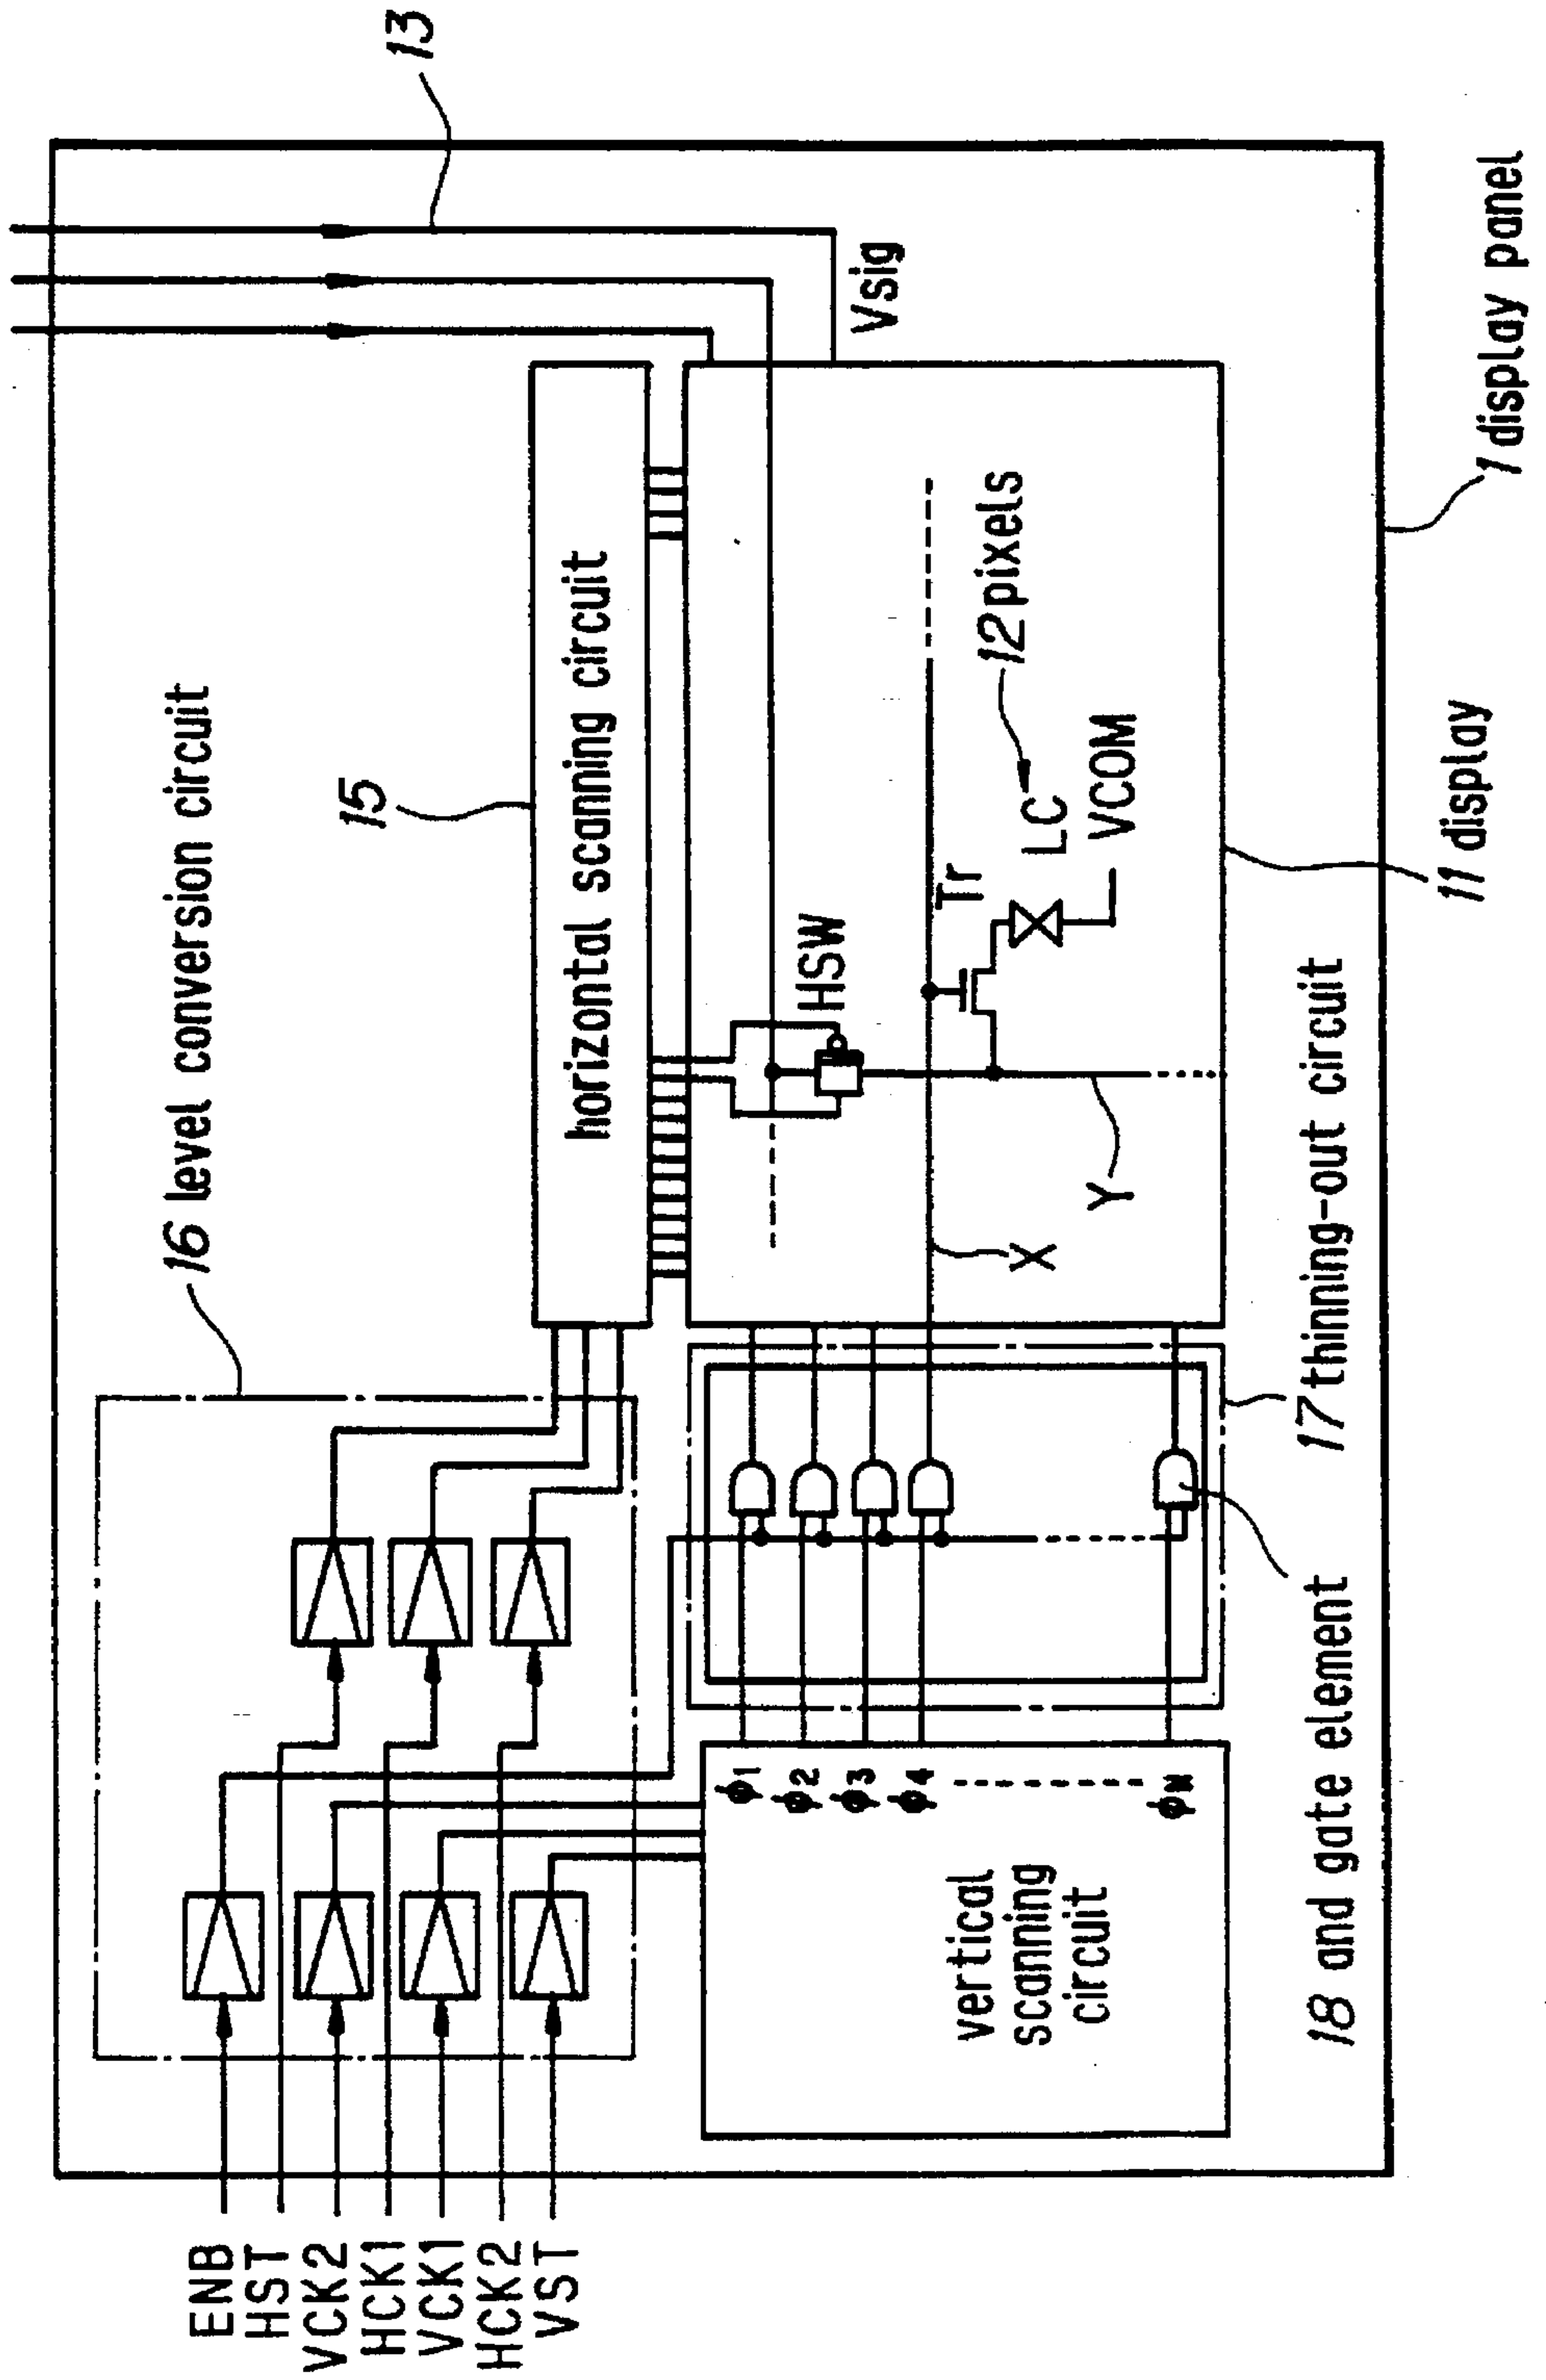 13
16 level conversion circuit
15
horizontal scanning circuit
Vsig
HSW
Tr
12 pixels
LC
VCOM
X
Y
ENB
HST
VCK2
HCK1
VCK1
HCK2
VST
ϕ1
ϕ2
ϕ3
ϕ4
ϕN
vertical
scanning
circuit
17 thinning-out circuit
18 and gate element
11 display
1 display panel